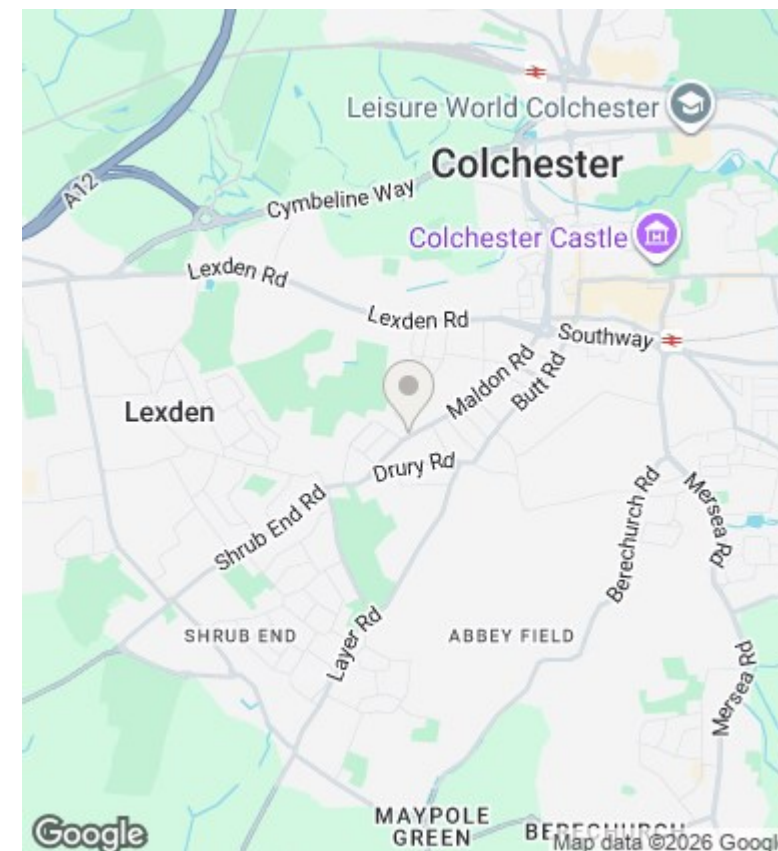 Leisure World Colchester
Colchester
A12
Cymbeline Way
Colchester Castle
Lexden Rd
Lexden Rd
Southway
Maldon Rd
Butt Rd
Lexden
Drury Rd
Shrub End Rd
Berechurch Rd
Mersea Rd
SHRUB END
ABBEY FIELD
Layer Rd
Mersea Rd
MAYPOLE
GREEN
BERECHURCH
Google
Map data ©2026 Googl